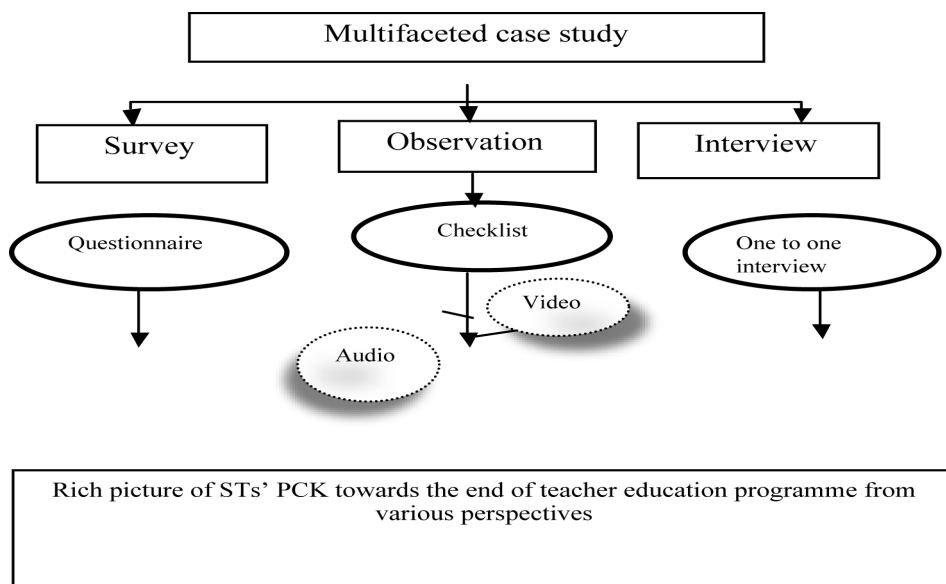 Multifaceted case study
Survey
Observation
Interview
Questionnaire
Checklist
One to one
interview
Video
Audio
Rich picture of STs’ PCK towards the end of teacher education programme from
various perspectives